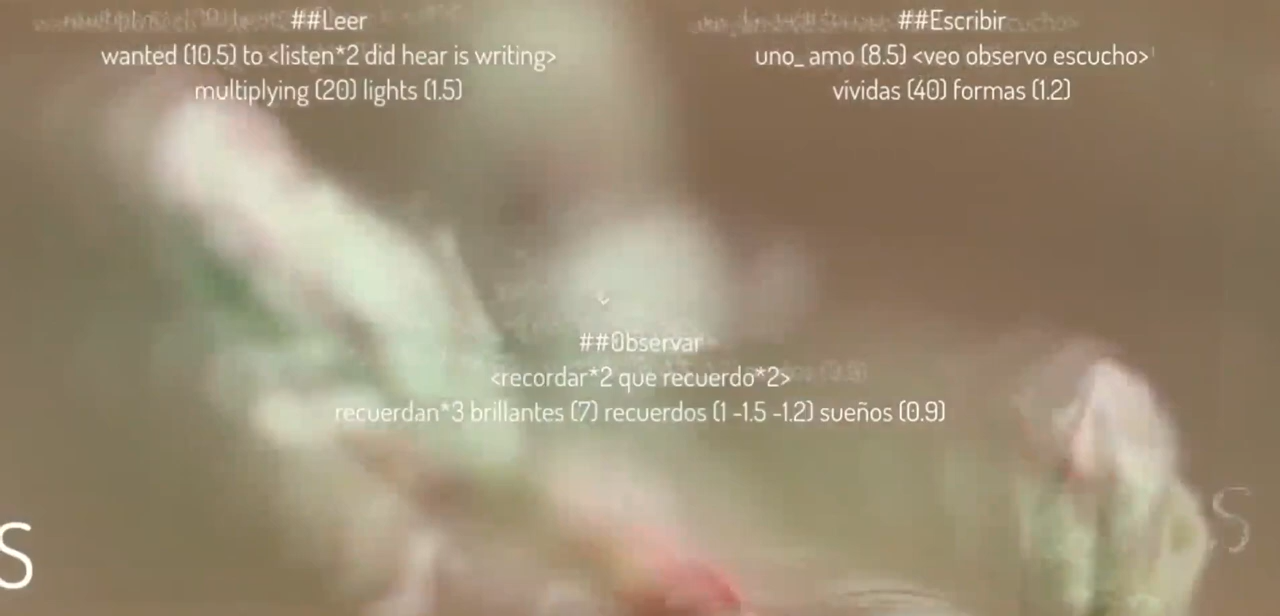 ##Leer
wanted (10.5) to <listen*2 did hear is writing>
multiplying (20) lights (1.5)
##Escribir
uno_ amo (8.5) <veo observo escucho>
vividas (40) formas (1.2)
##Observar
<recordar*2 que recuerdo*2>
recuerdan*3 brillantes (7) recuerdos (1 -1.5 -1.2) sueños (0.9)
S
S